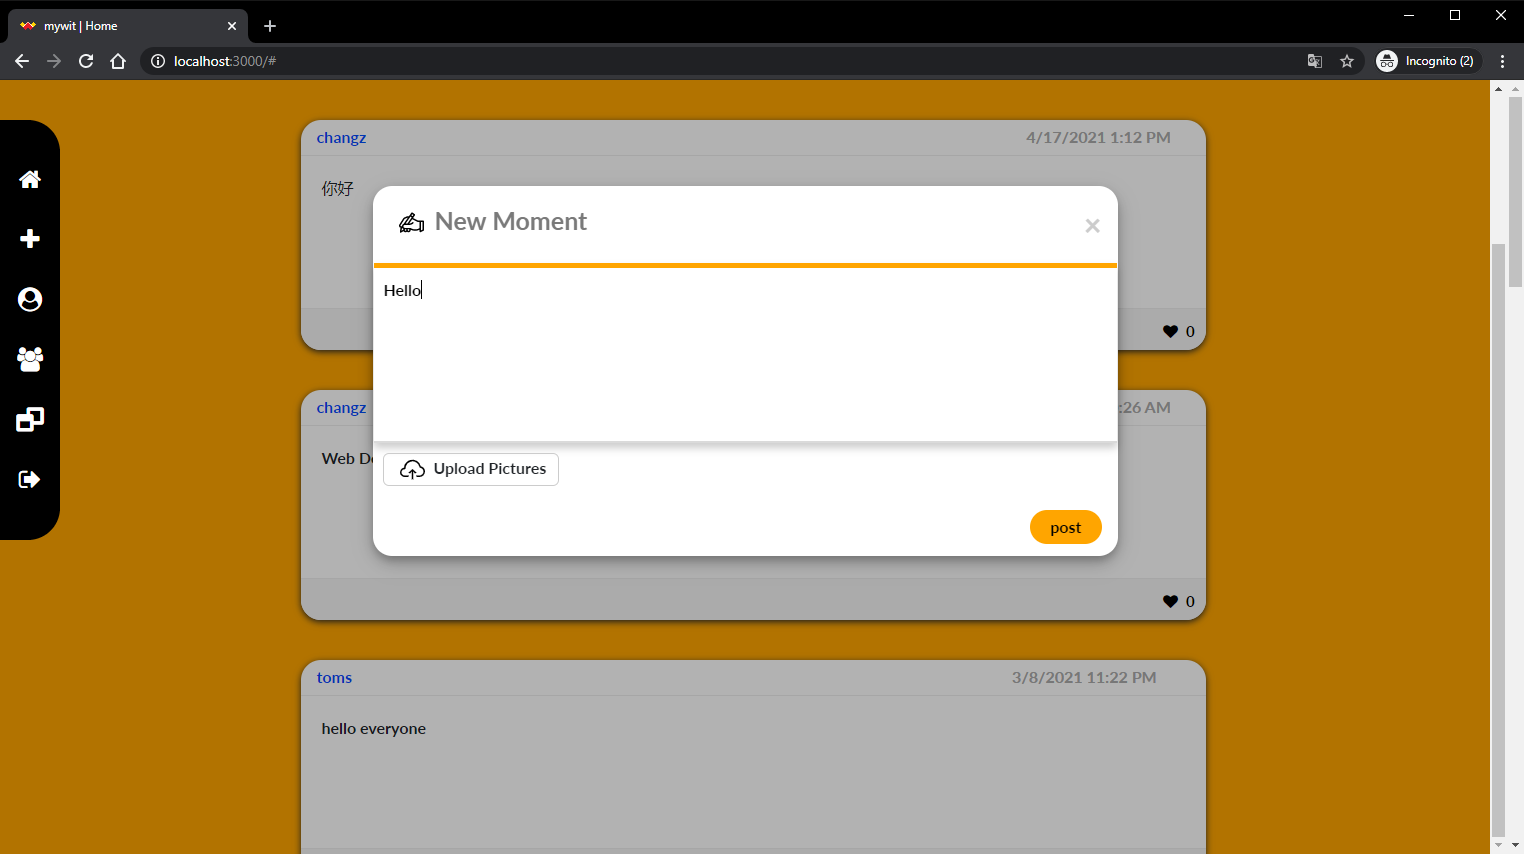 mywit | Home
localhost:3000/#
Incognito (2)
changz 4/17/2021 1:12 PM
你好
New Moment
Hello
0
changz :26 AM
Web D
Upload Pictures
post
0
toms 3/8/2021 11:22 PM
hello everyone